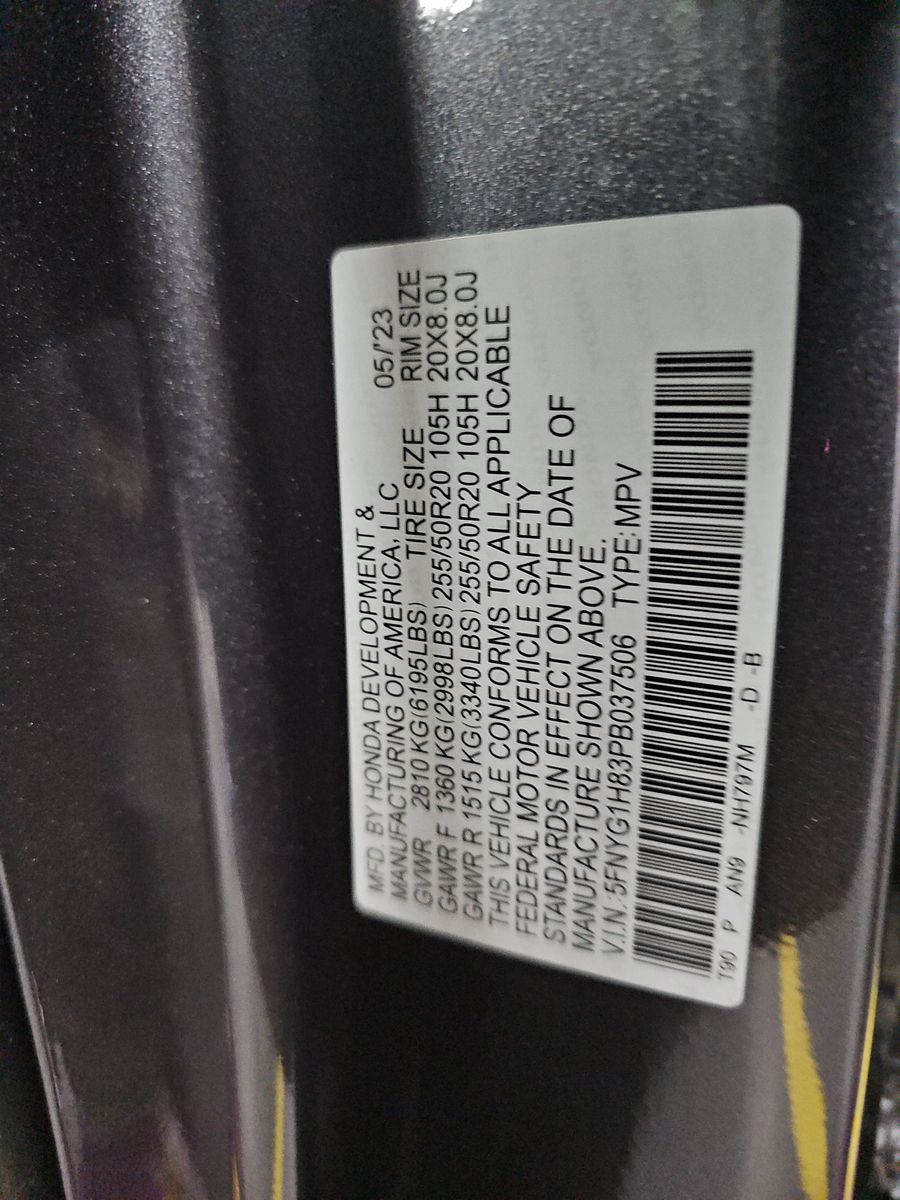 MFD. BY HONDA DEVELOPMENT &
MANUFACTURING OF AMERICA, LLC 05/'23
GVWR 2810 KG(6195LBS) TIRE SIZE RIM SIZE
GAWR F 1360 KG(2998LBS) 255/50R20 105H 20X8.0J
GAWR R 1515 KG(3340LBS) 255/50R20 105H 20X8.0J
THIS VEHICLE CONFORMS TO ALL APPLICABLE
FEDERAL MOTOR VEHICLE SAFETY
STANDARDS IN EFFECT ON THE DATE OF
MANUFACTURE SHOWN ABOVE.
V.I.N.:5FNYG1H83PB037506 TYPE:MPV
T90 P AN9 -NH797M -D -B